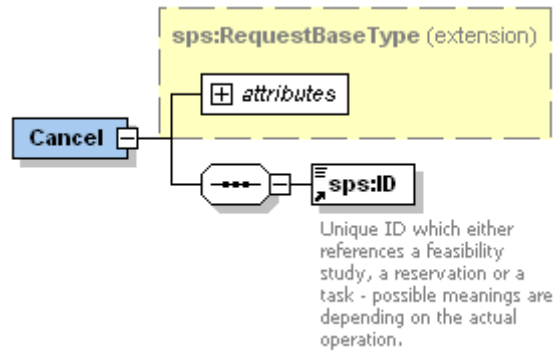 sps:RequestBaseType (extension)
attributes
Cancel
sps:ID
Unique ID which either
references a feasibility
study, a reservation or a
task - possible meanings are
depending on the actual
operation.